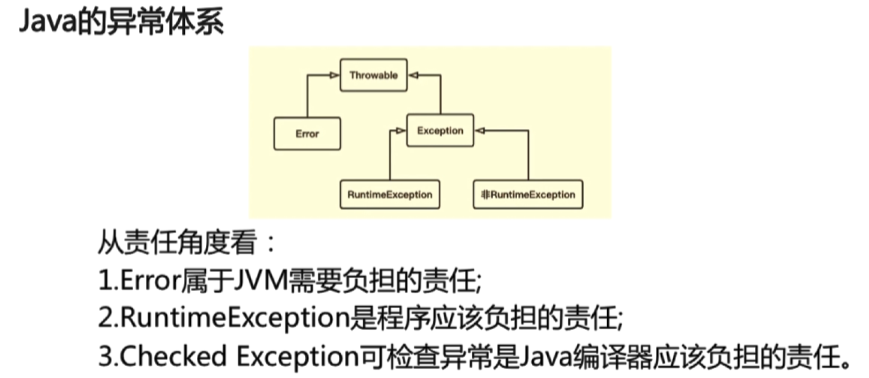 Java的异常体系
Throwable
Error
Exception
RuntimeException
非RuntimeException
从责任角度看：
1.Error属于JVM需要负担的责任;
2.RuntimeException是程序应该负担的责任;
3.Checked Exception可检查异常是Java编译器应该负担的责任。